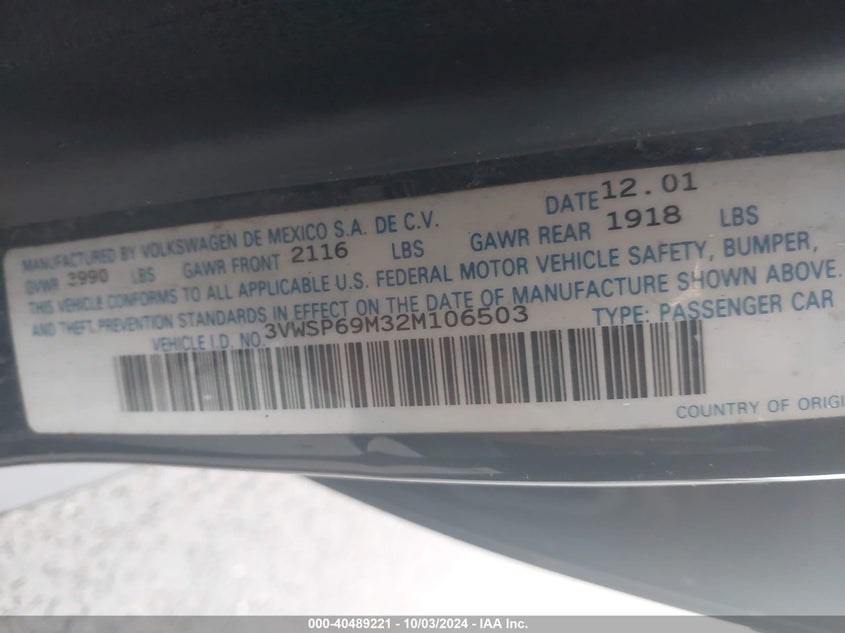 MANUFACTURED BY VOLKSWAGEN DE MEXICO S.A. DE C.V. DATE 12.01
GVWR 3990 LBS GAWR FRONT 2116 LBS GAWR REAR 1918 LBS
THIS VEHICLE CONFORMS TO ALL APPLICABLE U.S. FEDERAL MOTOR VEHICLE SAFETY, BUMPER,
AND THEFT PREVENTION STANDARDS IN EFFECT ON THE DATE OF MANUFACTURE SHOWN ABOVE.
VEHICLE I.D. NO. 3VWSP69M32M106503 TYPE: PASSENGER CAR
COUNTRY OF ORIGI
000-40489221 - 10/03/2024 - IAA Inc.